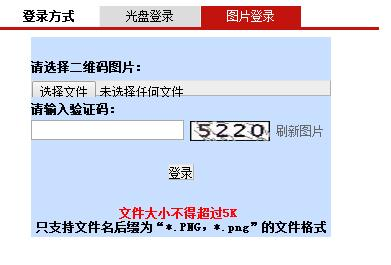 登录方式 光盘登录 图片登录
请选择二维码图片：
选择文件 未选择任何文件
请输入验证码：
5220 刷新图片
登录
文件大小不得超过5K
只支持文件名后缀为“*.PNG，*.png”的文件格式